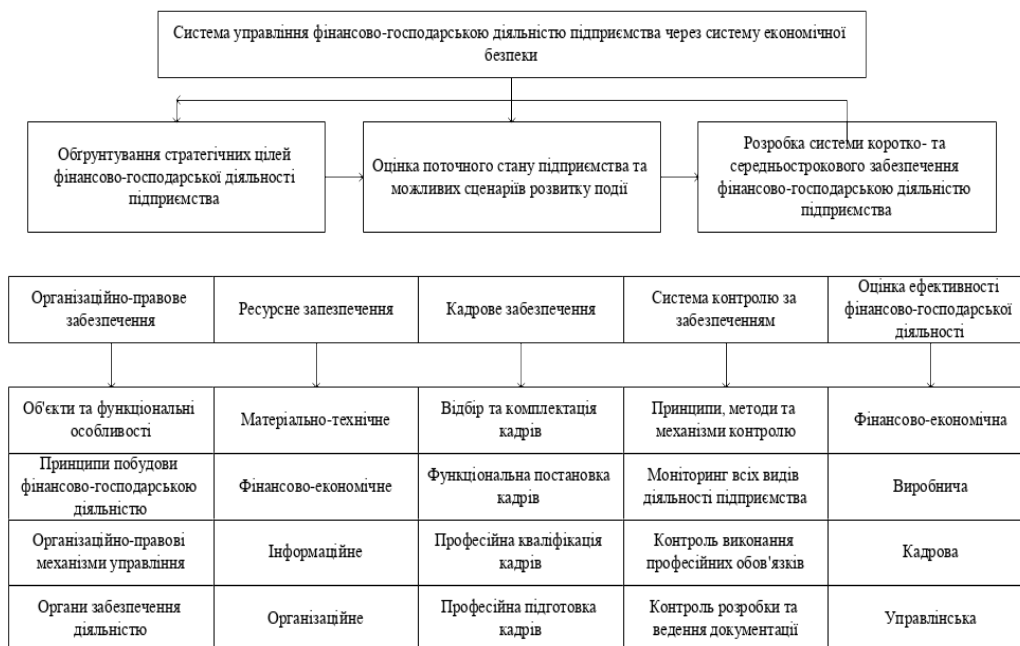 Система управління фінансово-господарською діяльністю підприємства через систему економічної
безпеки
Обґрунтування стратегічних цілей
фінансово-господарської діяльності
підприємства
Оцінка поточного стану підприємства та
можливих сценаріїв розвитку події
Розробка системи коротко- та
середньострокового забезпечення
фінансово-господарською діяльністю
підприємства
Організаційно-правове
забезпечення
Ресурсне запезпечення
Кадрове забезпечення
Система контролю за
забезпеченням
Оцінка ефективності
фінансово-господарської
діяльності
Об'єкти та функціональні
особливості
Матеріально-технічне
Відбір та комплектація
кадрів
Принципи, методи та
механізми контролю
Фінансово-економічна
Принципи побудови
фінансово-господарською
діяльністю
Фінансово-економічне
Функціональна постановка
кадрів
Моніторинг всіх видів
діяльності підприємства
Виробнича
Організаційно-правові
механізми управління
Інформаційне
Професійна кваліфікація
кадрів
Контроль виконання
професійних обов'язків
Кадрова
Органи забезпечення
діяльністю
Організаційне
Професійна підготовка
кадрів
Контроль розробки та
ведення документації
Управлінська